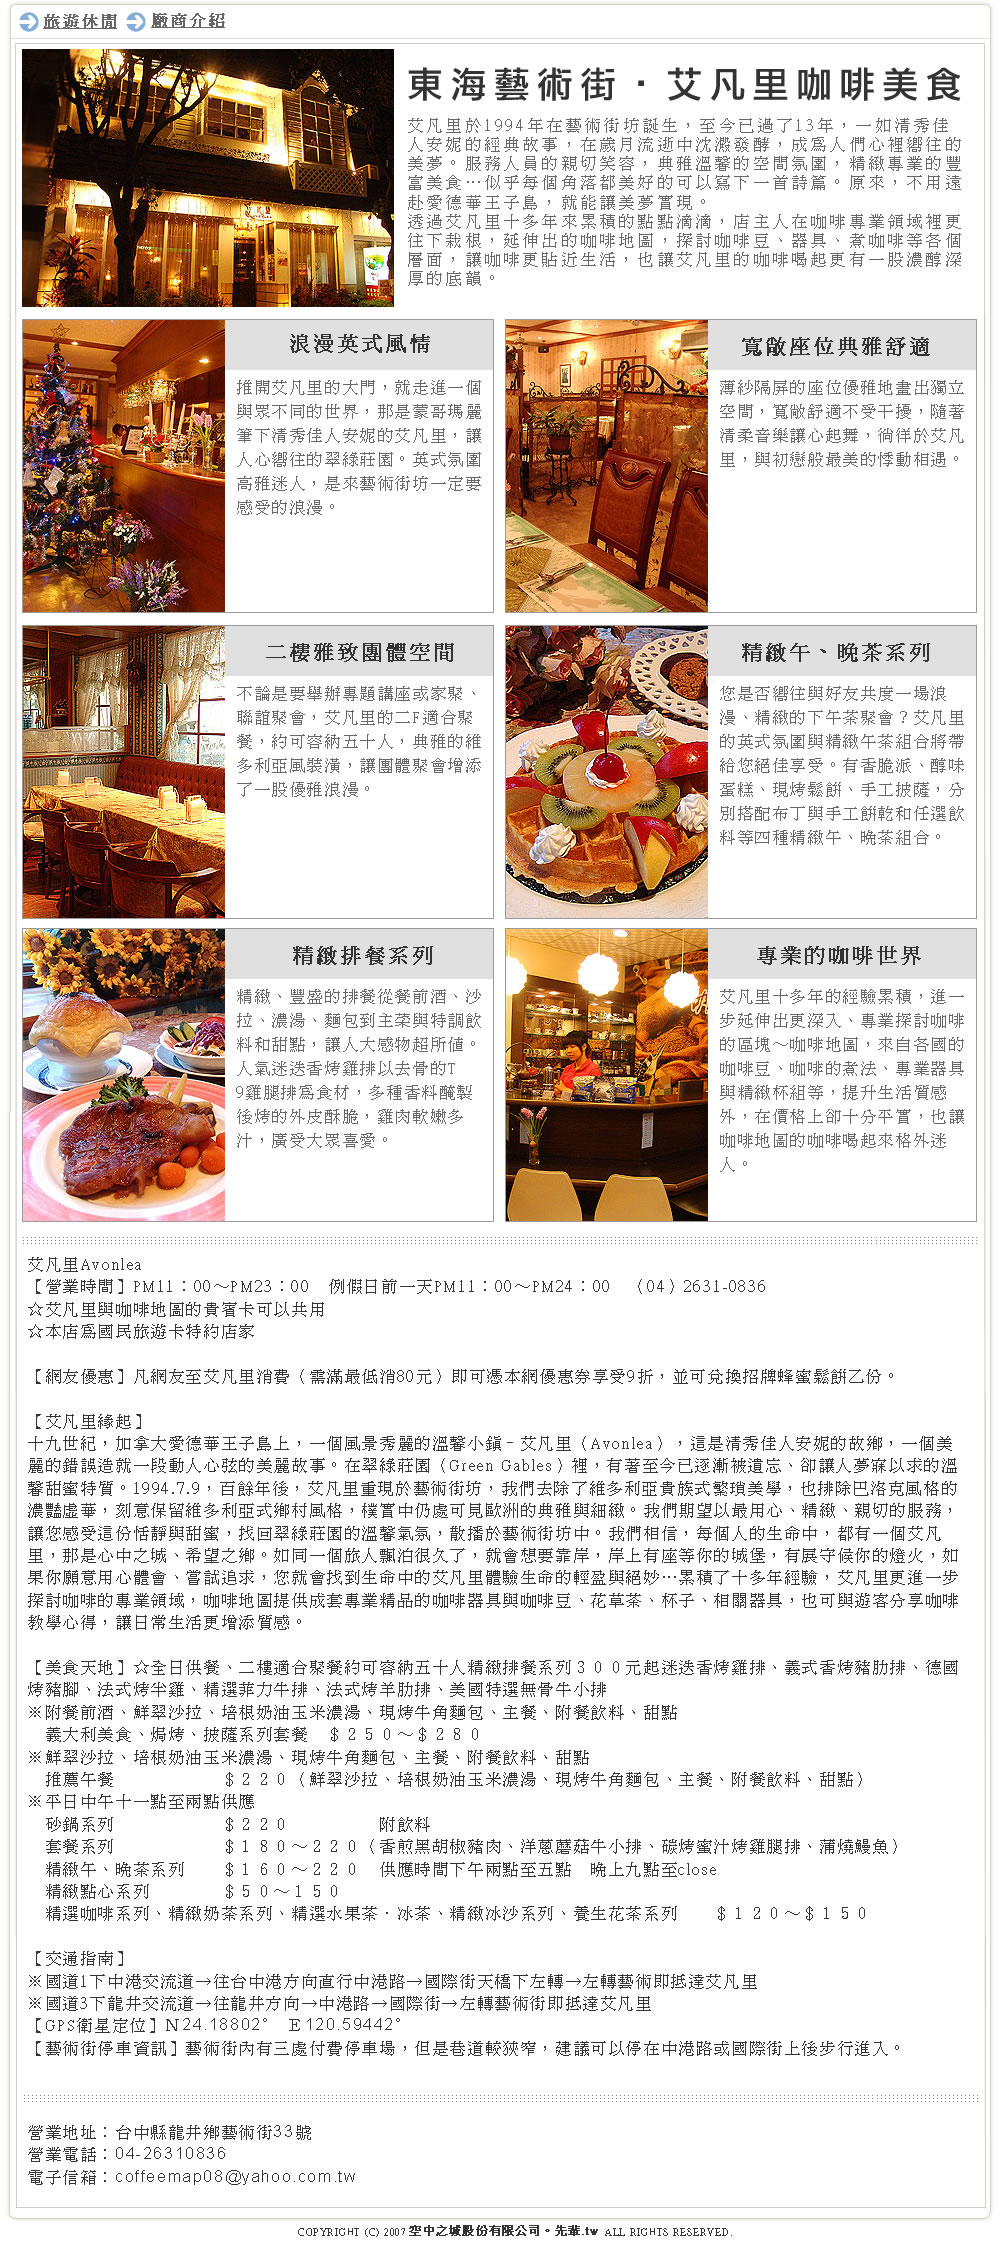 旅遊休閒 廠商介紹
東海藝術街‧艾凡里咖啡美食
艾凡里於1994年在藝術街坊誕生，至今已過了13年，一如清秀佳
人安妮的經典故事，在歲月流逝中沈澱發酵，成為人們心裡嚮往的
美夢。服務人員的親切笑容，典雅溫馨的空間氛圍，精緻專業的豐
富美食…似乎每個角落都美好的可以寫下一首詩篇。原來，不用遠
赴愛德華王子島，就能讓美夢實現。
透過艾凡里十多年來累積的點點滴滴，店主人在咖啡專業領域裡更
往下栽根，延伸出的咖啡地圖，探討咖啡豆、器具、煮咖啡等各個
層面，讓咖啡更貼近生活，也讓艾凡里的咖啡喝起更有一股濃醇深
厚的底韻。
浪漫英式風情
推開艾凡里的大門，就走進一個
與眾不同的世界，那是蒙哥瑪麗
筆下清秀佳人安妮的艾凡里，讓
人心嚮往的翠綠莊園。英式氛圍
高雅迷人，是來藝術街坊一定要
感受的浪漫。
寬敞座位典雅舒適
薄紗隔屏的座位優雅地畫出獨立
空間，寬敞舒適不受干擾，隨著
清柔音樂讓心起舞，徜徉於艾凡
里，與初戀般最美的悸動相遇。
二樓雅致團體空間
不論是要舉辦專題講座或家聚、
聯誼聚會，艾凡里的二F適合聚
餐，約可容納五十人，典雅的維
多利亞風裝潢，讓團體聚會增添
了一股優雅浪漫。
精緻午、晚茶系列
您是否嚮往與好友共度一場浪
漫、精緻的下午茶聚會？艾凡里
的英式氛圍與精緻午茶組合將帶
給您絕佳享受。有香脆派、醇味
蛋糕、現烤鬆餅、手工披薩，分
別搭配布丁與手工餅乾和任選飲
料等四種精緻午、晚茶組合。
精緻排餐系列
精緻、豐盛的排餐從餐前酒、沙
拉、濃湯、麵包到主菜與特調飲
料和甜點，讓人大感物超所值。
人氣迷迭香烤雞排以去骨的T
9雞腿排為食材，多種香料醃製
後烤的外皮酥脆，雞肉軟嫩多
汁，廣受大眾喜愛。
專業的咖啡世界
艾凡里十多年的經驗累積，進一
步延伸出更深入、專業探討咖啡
的區塊～咖啡地圖，來自各國的
咖啡豆、咖啡的煮法、專業器具
與精緻杯組等，提升生活質感
外，在價格上卻十分平實，也讓
咖啡地圖的咖啡喝起來格外迷
人。
艾凡里Avonlea
【營業時間】PM11：00～PM23：00　例假日前一天PM11：00～PM24：00　（04）2631-0836
☆艾凡里與咖啡地圖的貴賓卡可以共用
☆本店為國民旅遊卡特約店家
【網友優惠】凡網友至艾凡里消費（需滿最低消80元）即可憑本網優惠券享受9折，並可兌換招牌蜂蜜鬆餅乙份。
【艾凡里緣起】
十九世紀，加拿大愛德華王子島上，一個風景秀麗的溫馨小鎮－艾凡里（Avonlea），這是清秀佳人安妮的故鄉，一個美
麗的錯誤造就一段動人心弦的美麗故事。在翠綠莊園（Green Gables）裡，有著至今已逐漸被遺忘、卻讓人夢寐以求的溫
馨甜蜜特質。1994.7.9，百餘年後，艾凡里重現於藝術街坊，我們去除了維多利亞貴族式繁瑣美學，也排除巴洛克風格的
濃豔虛華，刻意保留維多利亞式鄉村風格，樸實中仍處可見歐洲的典雅與細緻。我們期望以最用心、精緻、親切的服務，
讓您感受這份恬靜與甜蜜，找回翠綠莊園的溫馨氣氛，散播於藝術街坊中。我們相信，每個人的生命中，都有一個艾凡
里，那是心中之城、希望之鄉。如同一個旅人飄泊很久了，就會想要靠岸，岸上有座等你的城堡，有展守候你的燈火，如
果你願意用心體會、嘗試追求，您就會找到生命中的艾凡里體驗生命的輕盈與絕妙…累積了十多年經驗，艾凡里更進一步
探討咖啡的專業領域，咖啡地圖提供成套專業精品的咖啡器具與咖啡豆、花草茶、杯子、相關器具，也可與遊客分享咖啡
教學心得，讓日常生活更增添質感。
【美食天地】☆全日供餐、二樓適合聚餐約可容納五十人精緻排餐系列３００元起迷迭香烤雞排、義式香烤豬肋排、德國
烤豬腳、法式烤半雞、精選菲力牛排、法式烤羊肋排、美國特選無骨牛小排
※附餐前酒、鮮翠沙拉、培根奶油玉米濃湯、現烤牛角麵包、主餐、附餐飲料、甜點
義大利美食、焗烤、披薩系列套餐　＄２５０～＄２８０
※鮮翠沙拉、培根奶油玉米濃湯、現烤牛角麵包、主餐、附餐飲料、甜點
推薦午餐　＄２２０（鮮翠沙拉、培根奶油玉米濃湯、現烤牛角麵包、主餐、附餐飲料、甜點）
※平日中午十一點至兩點供應
砂鍋系列　＄２２０　附飲料
套餐系列　＄１８０～２２０（香煎黑胡椒豬肉、洋蔥蘑菇牛小排、碳烤蜜汁烤雞腿排、蒲燒鰻魚）
精緻午、晚茶系列　＄１６０～２２０　供應時間下午兩點至五點　晚上九點至close
精緻點心系列　＄５０～１５０
精選咖啡系列、精緻奶茶系列、精選水果茶．冰茶、精緻冰沙系列、養生花茶系列　＄１２０～＄１５０
【交通指南】
※國道1下中港交流道→往台中港方向直行中港路→國際街天橋下左轉→左轉藝術即抵達艾凡里
※國道3下龍井交流道→往龍井方向→中港路→國際街→左轉藝術街即抵達艾凡里
【GPS衛星定位】N24.18802°　E120.59442°
【藝術街停車資訊】藝術街內有三處付費停車場，但是巷道較狹窄，建議可以停在中港路或國際街上後步行進入。
營業地址：台中縣龍井鄉藝術街33號
營業電話：04-26310836
電子信箱：coffeemap08@yahoo.com.tw
COPYRIGHT (C) 2007 空中之城股份有限公司。先輩.tw ALL RIGHTS RESERVED.